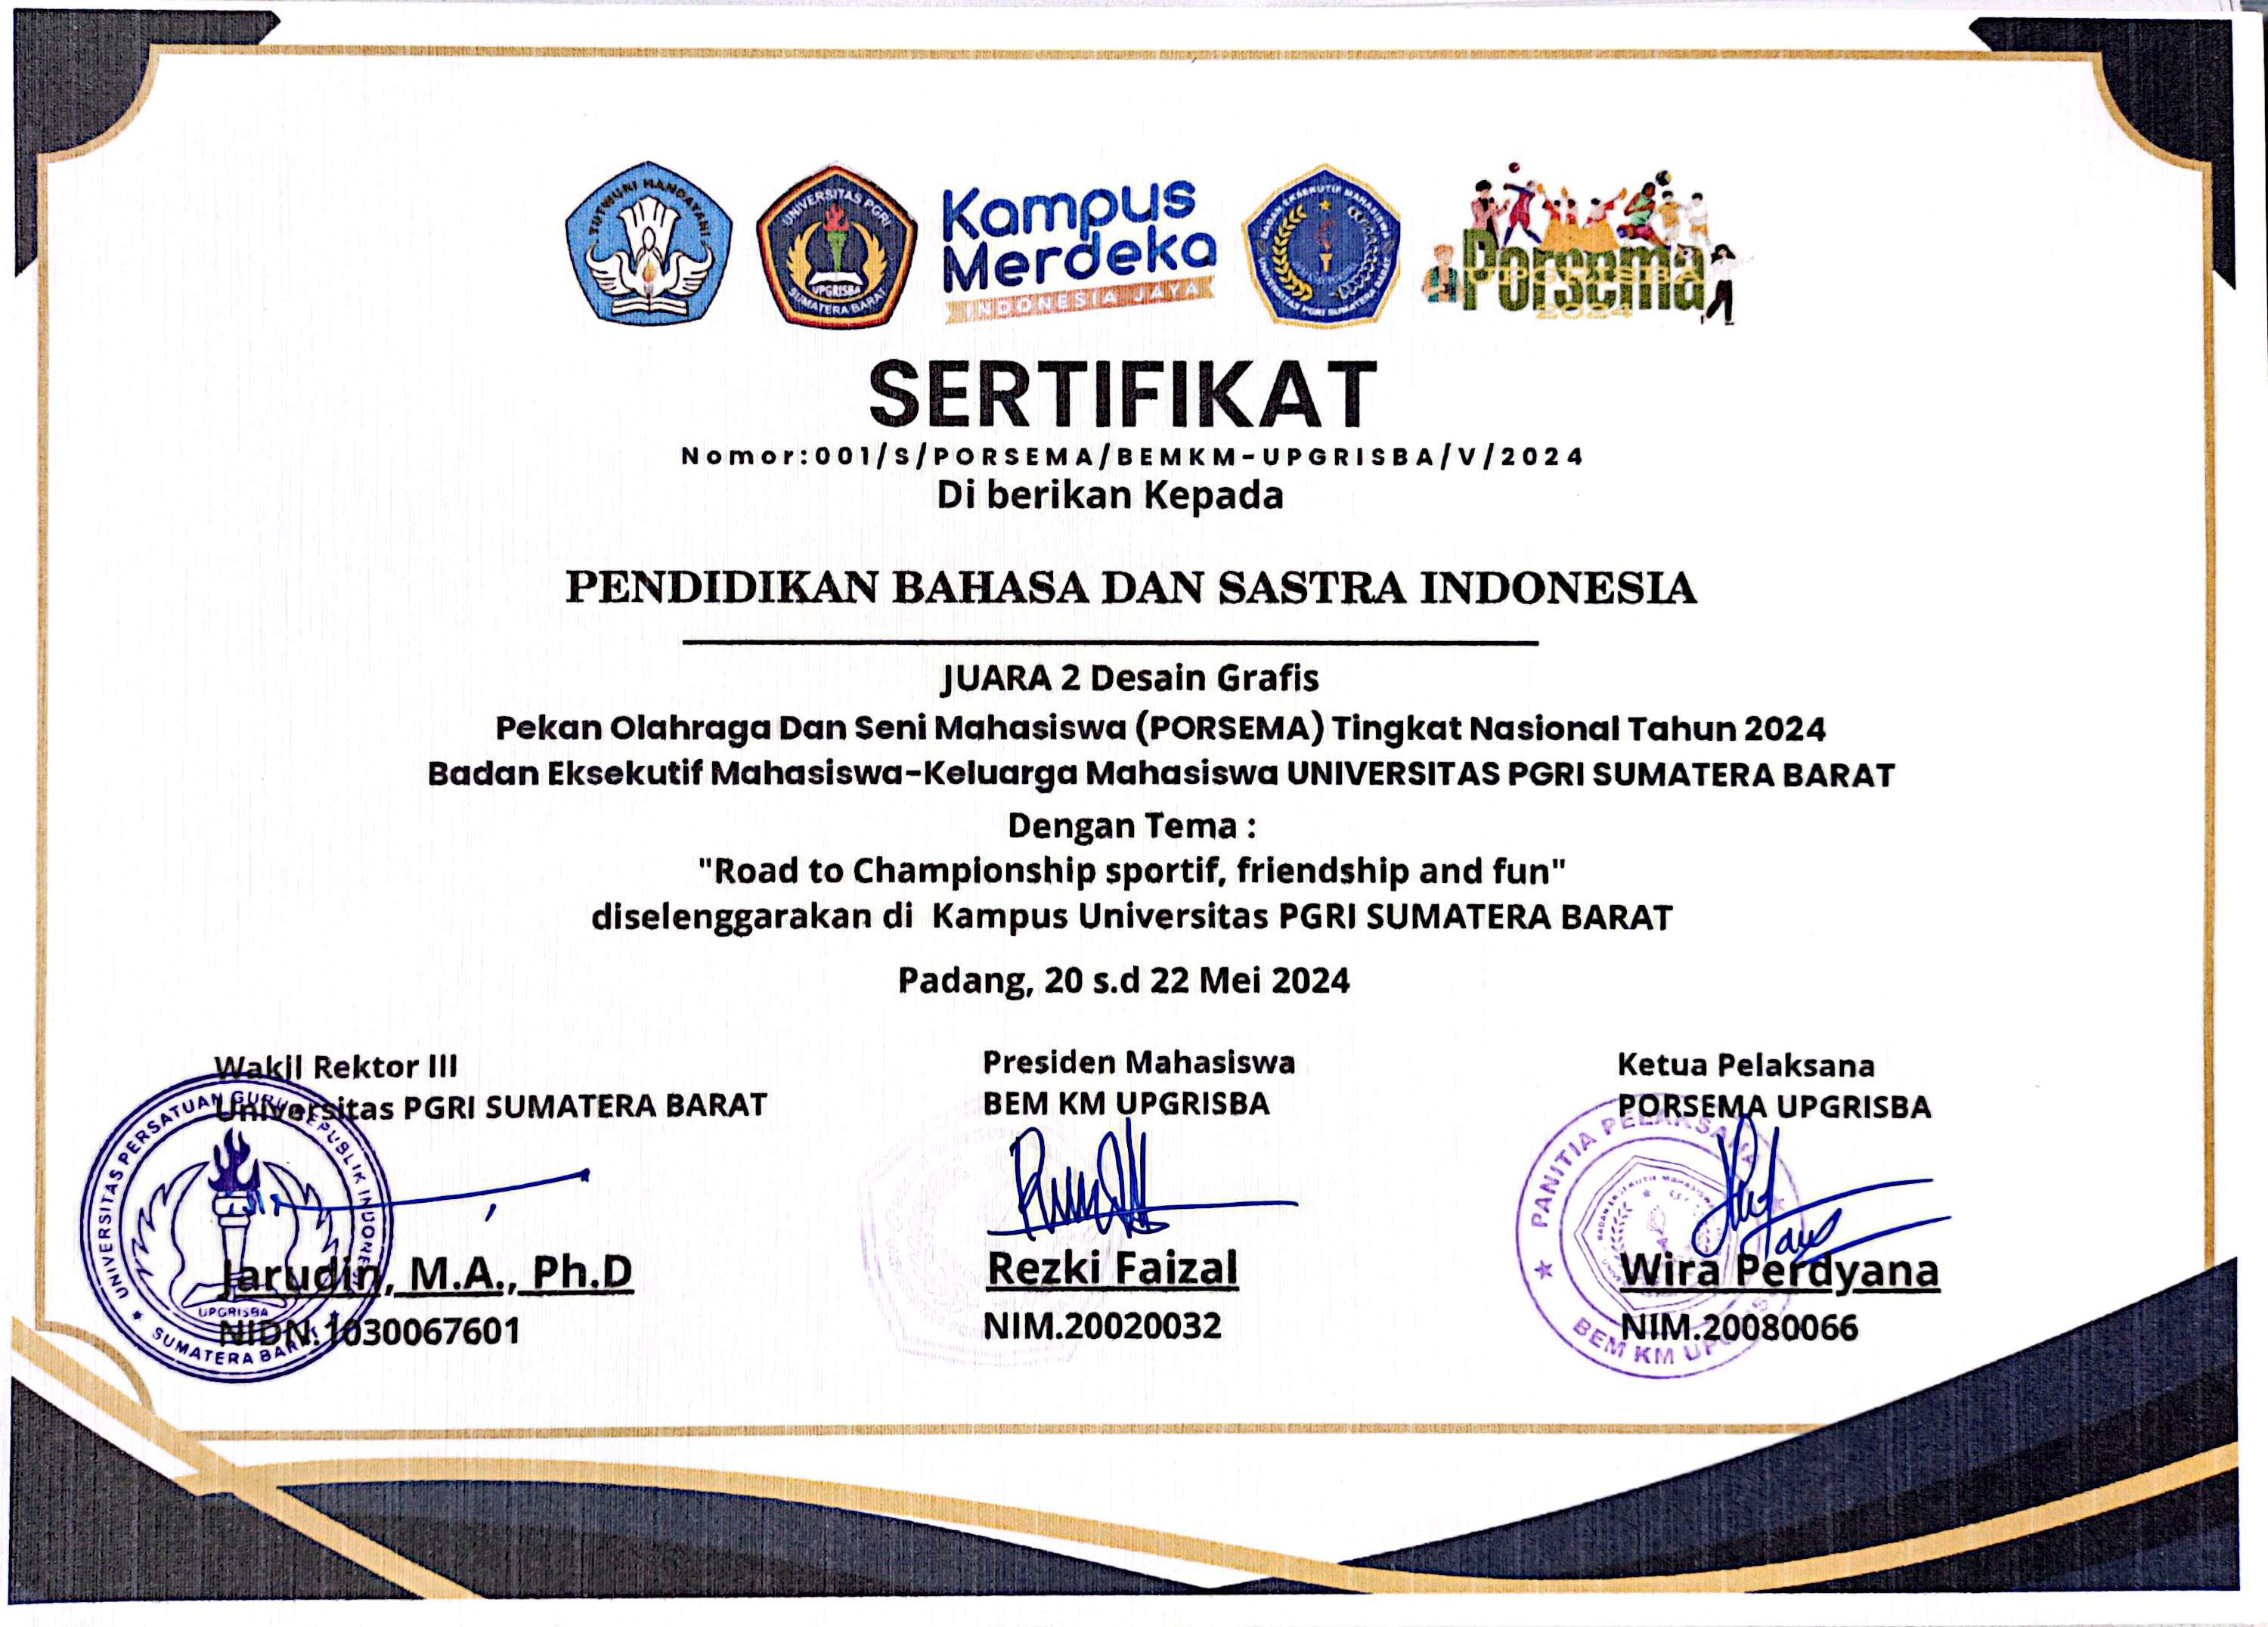 TUT WURI HANDAYANI
UNIVERSITAS PGRI
UPGRISBA
SUMATERA BARAT
Kampus
Merdeka
INDONESIA JAYA
BADAN EKSEKUTIF MAHASISWA
UNIVERSITAS PGRI SUMATERA BARAT
Porsema
UPGRISBA
2024
SERTIFIKAT
Nomor:001/S/PORSEMA/BEMKM-UPGRISBA/V/2024
Di berikan Kepada
PENDIDIKAN BAHASA DAN SASTRA INDONESIA
JUARA 2 Desain Grafis
Pekan Olahraga Dan Seni Mahasiswa (PORSEMA) Tingkat Nasional Tahun 2024
Badan Eksekutif Mahasiswa-Keluarga Mahasiswa UNIVERSITAS PGRI SUMATERA BARAT
Dengan Tema :
"Road to Championship sportif, friendship and fun"
diselenggarakan di Kampus Universitas PGRI SUMATERA BARAT
Padang, 20 s.d 22 Mei 2024
Wakil Rektor III
Universitas PGRI SUMATERA BARAT
UNIVERSITAS PERSATUAN GURU REPUBLIK INDONESIA
UPGRISBA
SUMATERA BARAT
Jarudin, M.A., Ph.D
NIDN.1030067601
Presiden Mahasiswa
BEM KM UPGRISBA
Rezki Faizal
NIM.20020032
Ketua Pelaksana
PORSEMA UPGRISBA
PANITIA PELAKSANA
BADAN EKSEKUTIF MAHASISWA
BEM KM UPGRISBA
Wira Perdyana
NIM.20080066